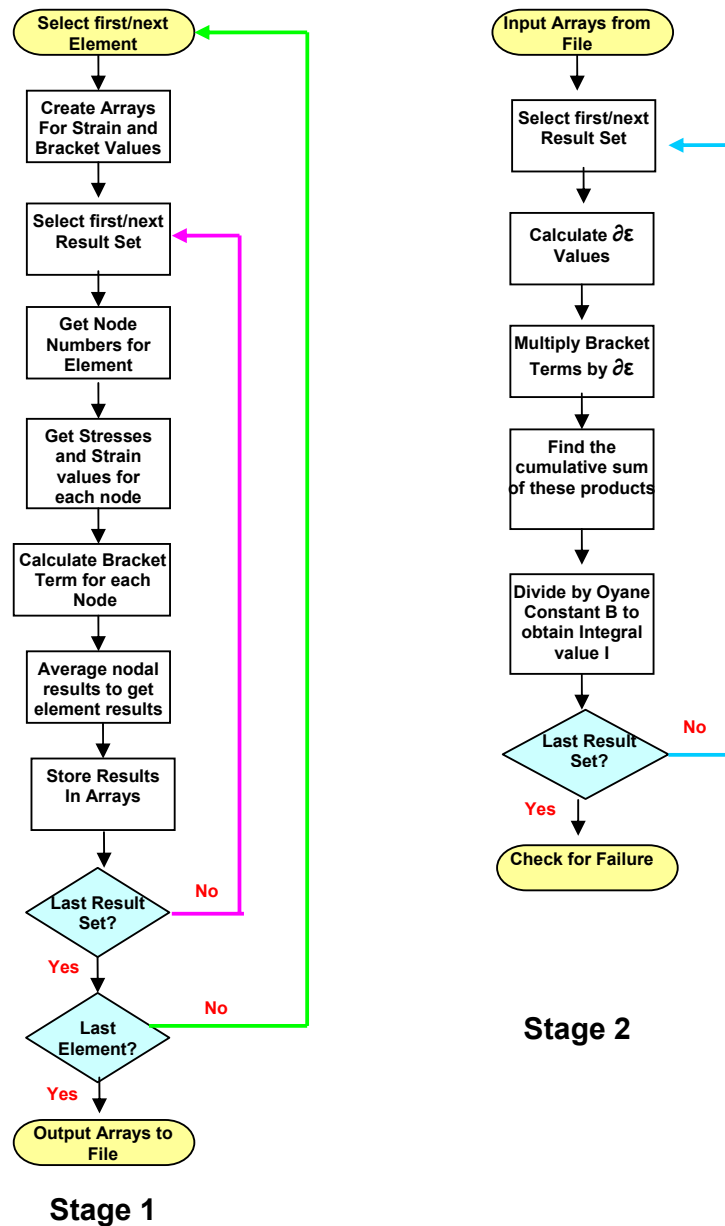 Select first/next
Element
Create Arrays
For Strain and
Bracket Values
Select first/next
Result Set
Get Node
Numbers for
Element
Get Stresses
and Strain
values for
each node
Calculate Bracket
Term for each
Node
Average nodal
results to get
element results
Store Results
In Arrays
Last Result
Set?
No
Yes
Last
Element?
No
Yes
Output Arrays to
File
Stage 1
Input Arrays from
File
Select first/next
Result Set
Calculate ∂ε
Values
Multiply Bracket
Terms by ∂ε
Find the
cumulative sum
of these products
Divide by Oyane
Constant B to
obtain Integral
value I
Last Result
Set?
No
Yes
Check for Failure
Stage 2